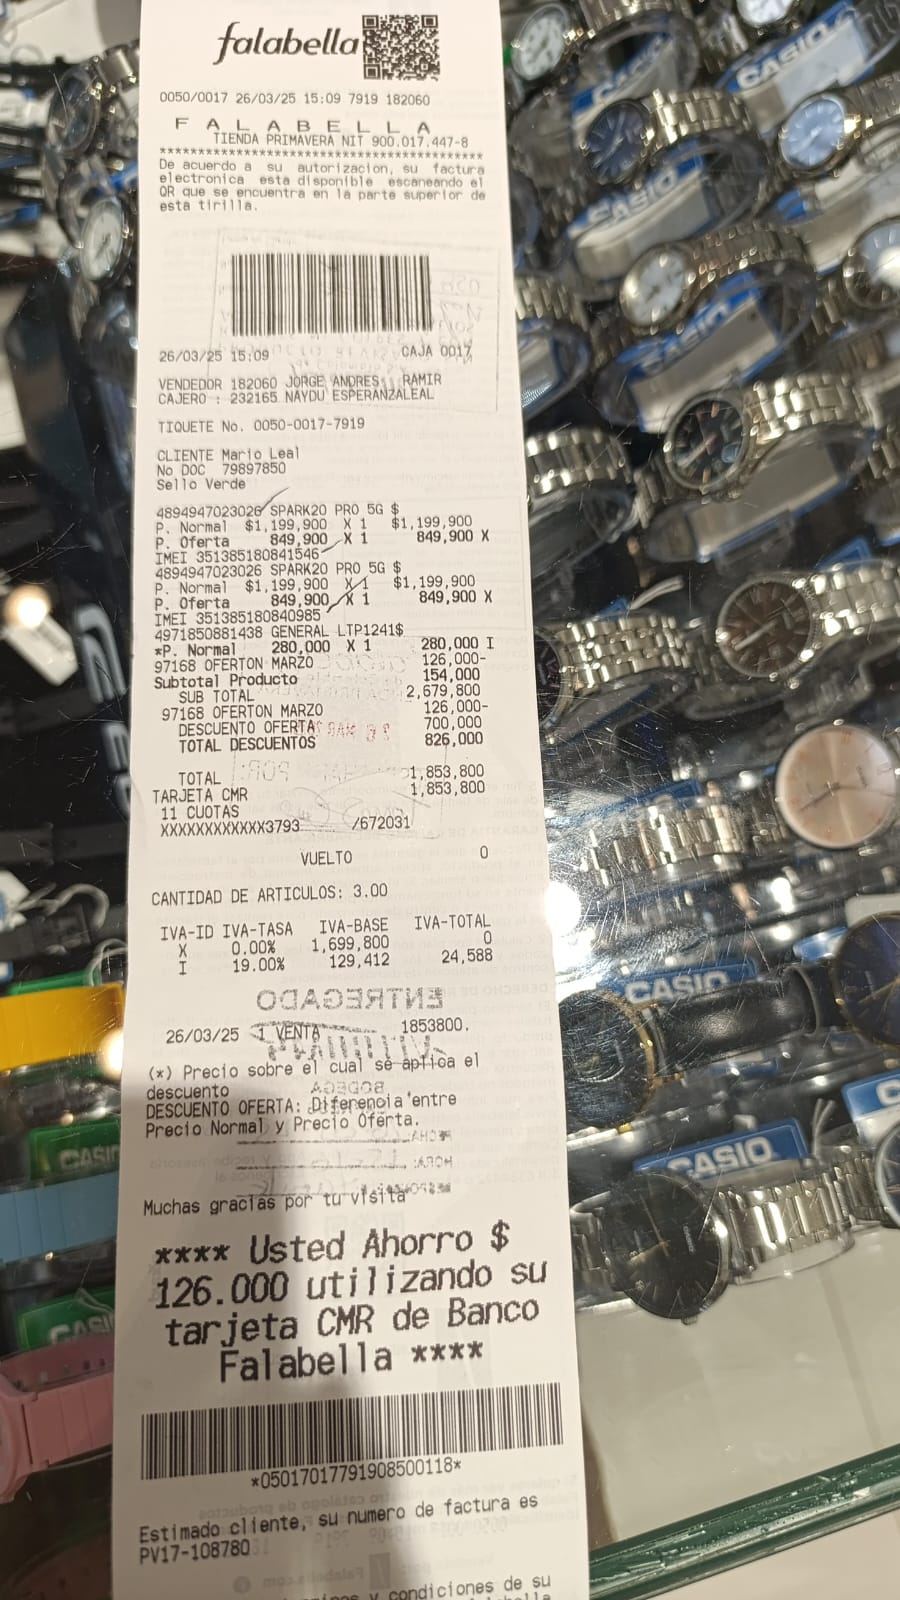 falabella
0050/0017 26/03/25 15:09 7919 182060
F A L A B E L L A
TIENDA PRIMAVERA NIT 900.017.447-8
******************************************
De acuerdo a su autorizacion, su factura
electronica esta disponible escaneando el
QR que se encuentra en la parte superior de
esta tirilla.
26/03/25 15:09 CAJA 0017
VENDEDOR 182060 JORGE ANDRES RAMIR
CAJERO : 232165 NAYDU ESPERANZALEAL
TIQUETE No. 0050-0017-7919
CLIENTE Mario Leal
No DOC 79897850
Sello Verde
4894947023026 SPARK20 PRO 5G $
P. Normal $1,199,900 X 1 $1,199,900
P. Oferta 849,900 X 1 849,900 X
IMEI 351385180841546
4894947023026 SPARK20 PRO 5G $
P. Normal $1,199,900 X 1 $1,199,900
P. Oferta 849,900 X 1 849,900 X
IMEI 351385180840985
4971850881438 GENERAL LTP1241$
*P. Normal 280,000 X 1 280,000 I
97168 OFERTON MARZO 126,000-
Subtotal Producto 154,000
SUB TOTAL 2,679,800
97168 OFERTON MARZO 126,000-
DESCUENTO OFERTA 700,000
TOTAL DESCUENTOS 826,000
TOTAL 1,853,800
TARJETA CMR 1,853,800
11 CUOTAS
XXXXXXXXXXXX3793 /672031
VUELTO 0
CANTIDAD DE ARTICULOS: 3.00
IVA-ID IVA-TASA IVA-BASE IVA-TOTAL
X 0.00% 1,699,800 0
I 19.00% 129,412 24,588
ENTREGADO
26/03/25 1 VENTA 1853800.
(*) Precio sobre el cual se aplica el
descuento
BODEGA
DESCUENTO OFERTA: Diferencia entre
Precio Normal y Precio Oferta.
Muchas gracias por tu visita
**** Usted Ahorro $
126.000 utilizando su
tarjeta CMR de Banco
Falabella ****
*05017017791908500118*
Estimado cliente, su numero de factura es
PV17-108780
y condiciones de su
CASIO
CASIO
CASIO
CASIO
CASIO